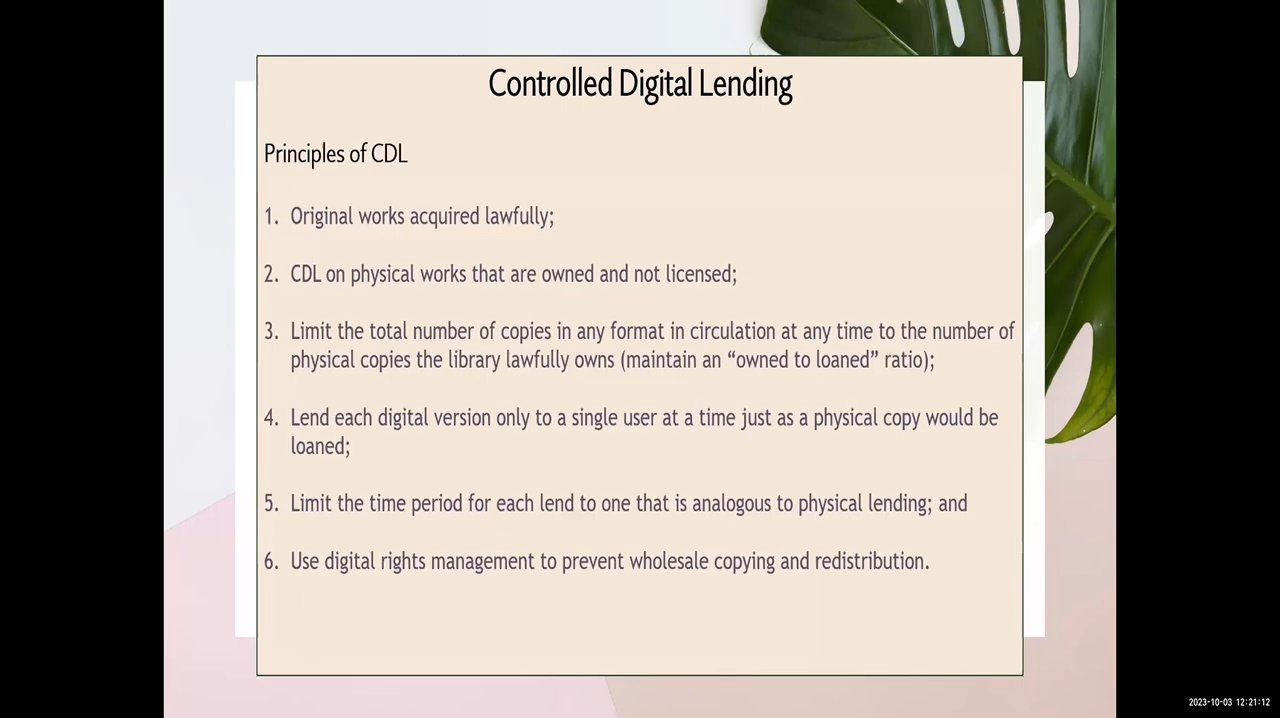 Controlled Digital Lending
Principles of CDL
1. Original works acquired lawfully;
2. CDL on physical works that are owned and not licensed;
3. Limit the total number of copies in any format in circulation at any time to the number of
physical copies the library lawfully owns (maintain an “owned to loaned” ratio);
4. Lend each digital version only to a single user at a time just as a physical copy would be
loaned;
5. Limit the time period for each lend to one that is analogous to physical lending; and
6. Use digital rights management to prevent wholesale copying and redistribution.
2023-10-03 12:21:12